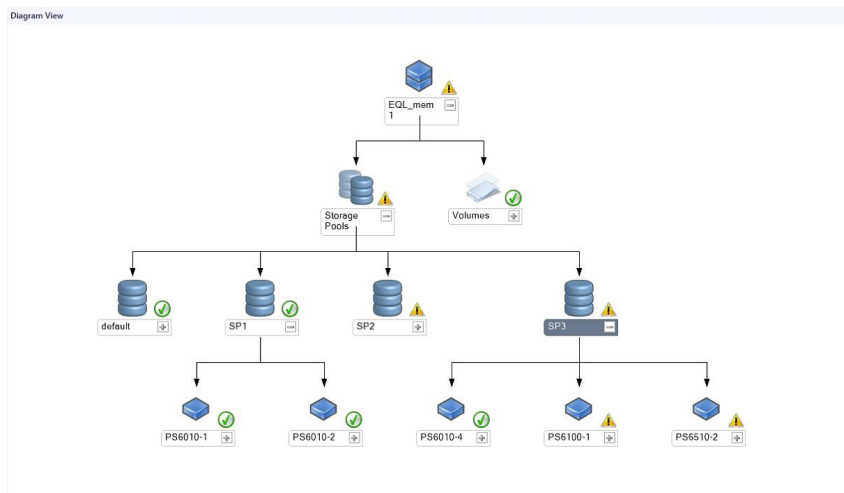 Diagram View
EQL_mem
1
Storage
Pools
Volumes
default
SP1
SP2
SP3
PS6010-1
PS6010-2
PS6010-4
PS6100-1
PS6510-2